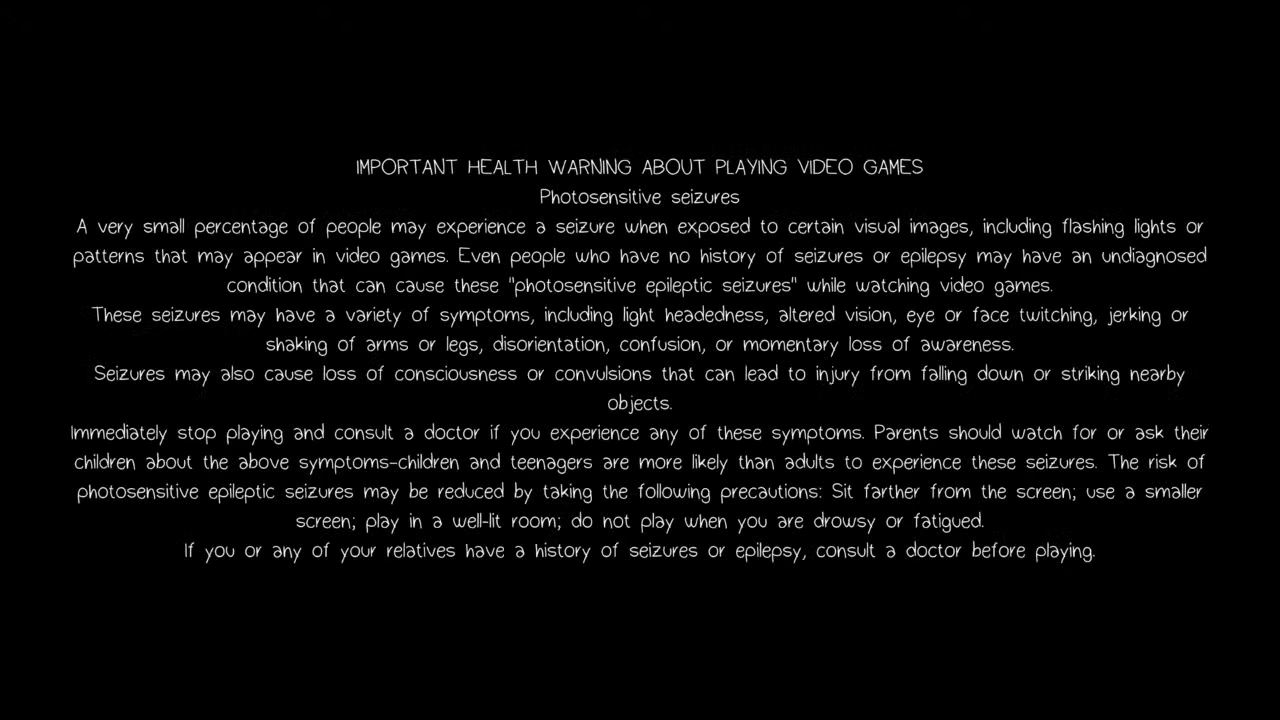 IMPORTANT HEALTH WARNING ABOUT PLAYING VIDEO GAMES
Photosensitive seizures
A very small percentage of people may experience a seizure when exposed to certain visual images, including flashing lights or
patterns that may appear in video games. Even people who have no history of seizures or epilepsy may have an undiagnosed
condition that can cause these "photosensitive epileptic seizures" while watching video games.
These seizures may have a variety of symptoms, including light headedness, altered vision, eye or face twitching, jerking or
shaking of arms or legs, disorientation, confusion, or momentary loss of awareness.
Seizures may also cause loss of consciousness or convulsions that can lead to injury from falling down or striking nearby
objects.
Immediately stop playing and consult a doctor if you experience any of these symptoms. Parents should watch for or ask their
children about the above symptoms-children and teenagers are more likely than adults to experience these seizures. The risk of
photosensitive epileptic seizures may be reduced by taking the following precautions: Sit farther from the screen; use a smaller
screen; play in a well-lit room; do not play when you are drowsy or fatigued.
If you or any of your relatives have a history of seizures or epilepsy, consult a doctor before playing.